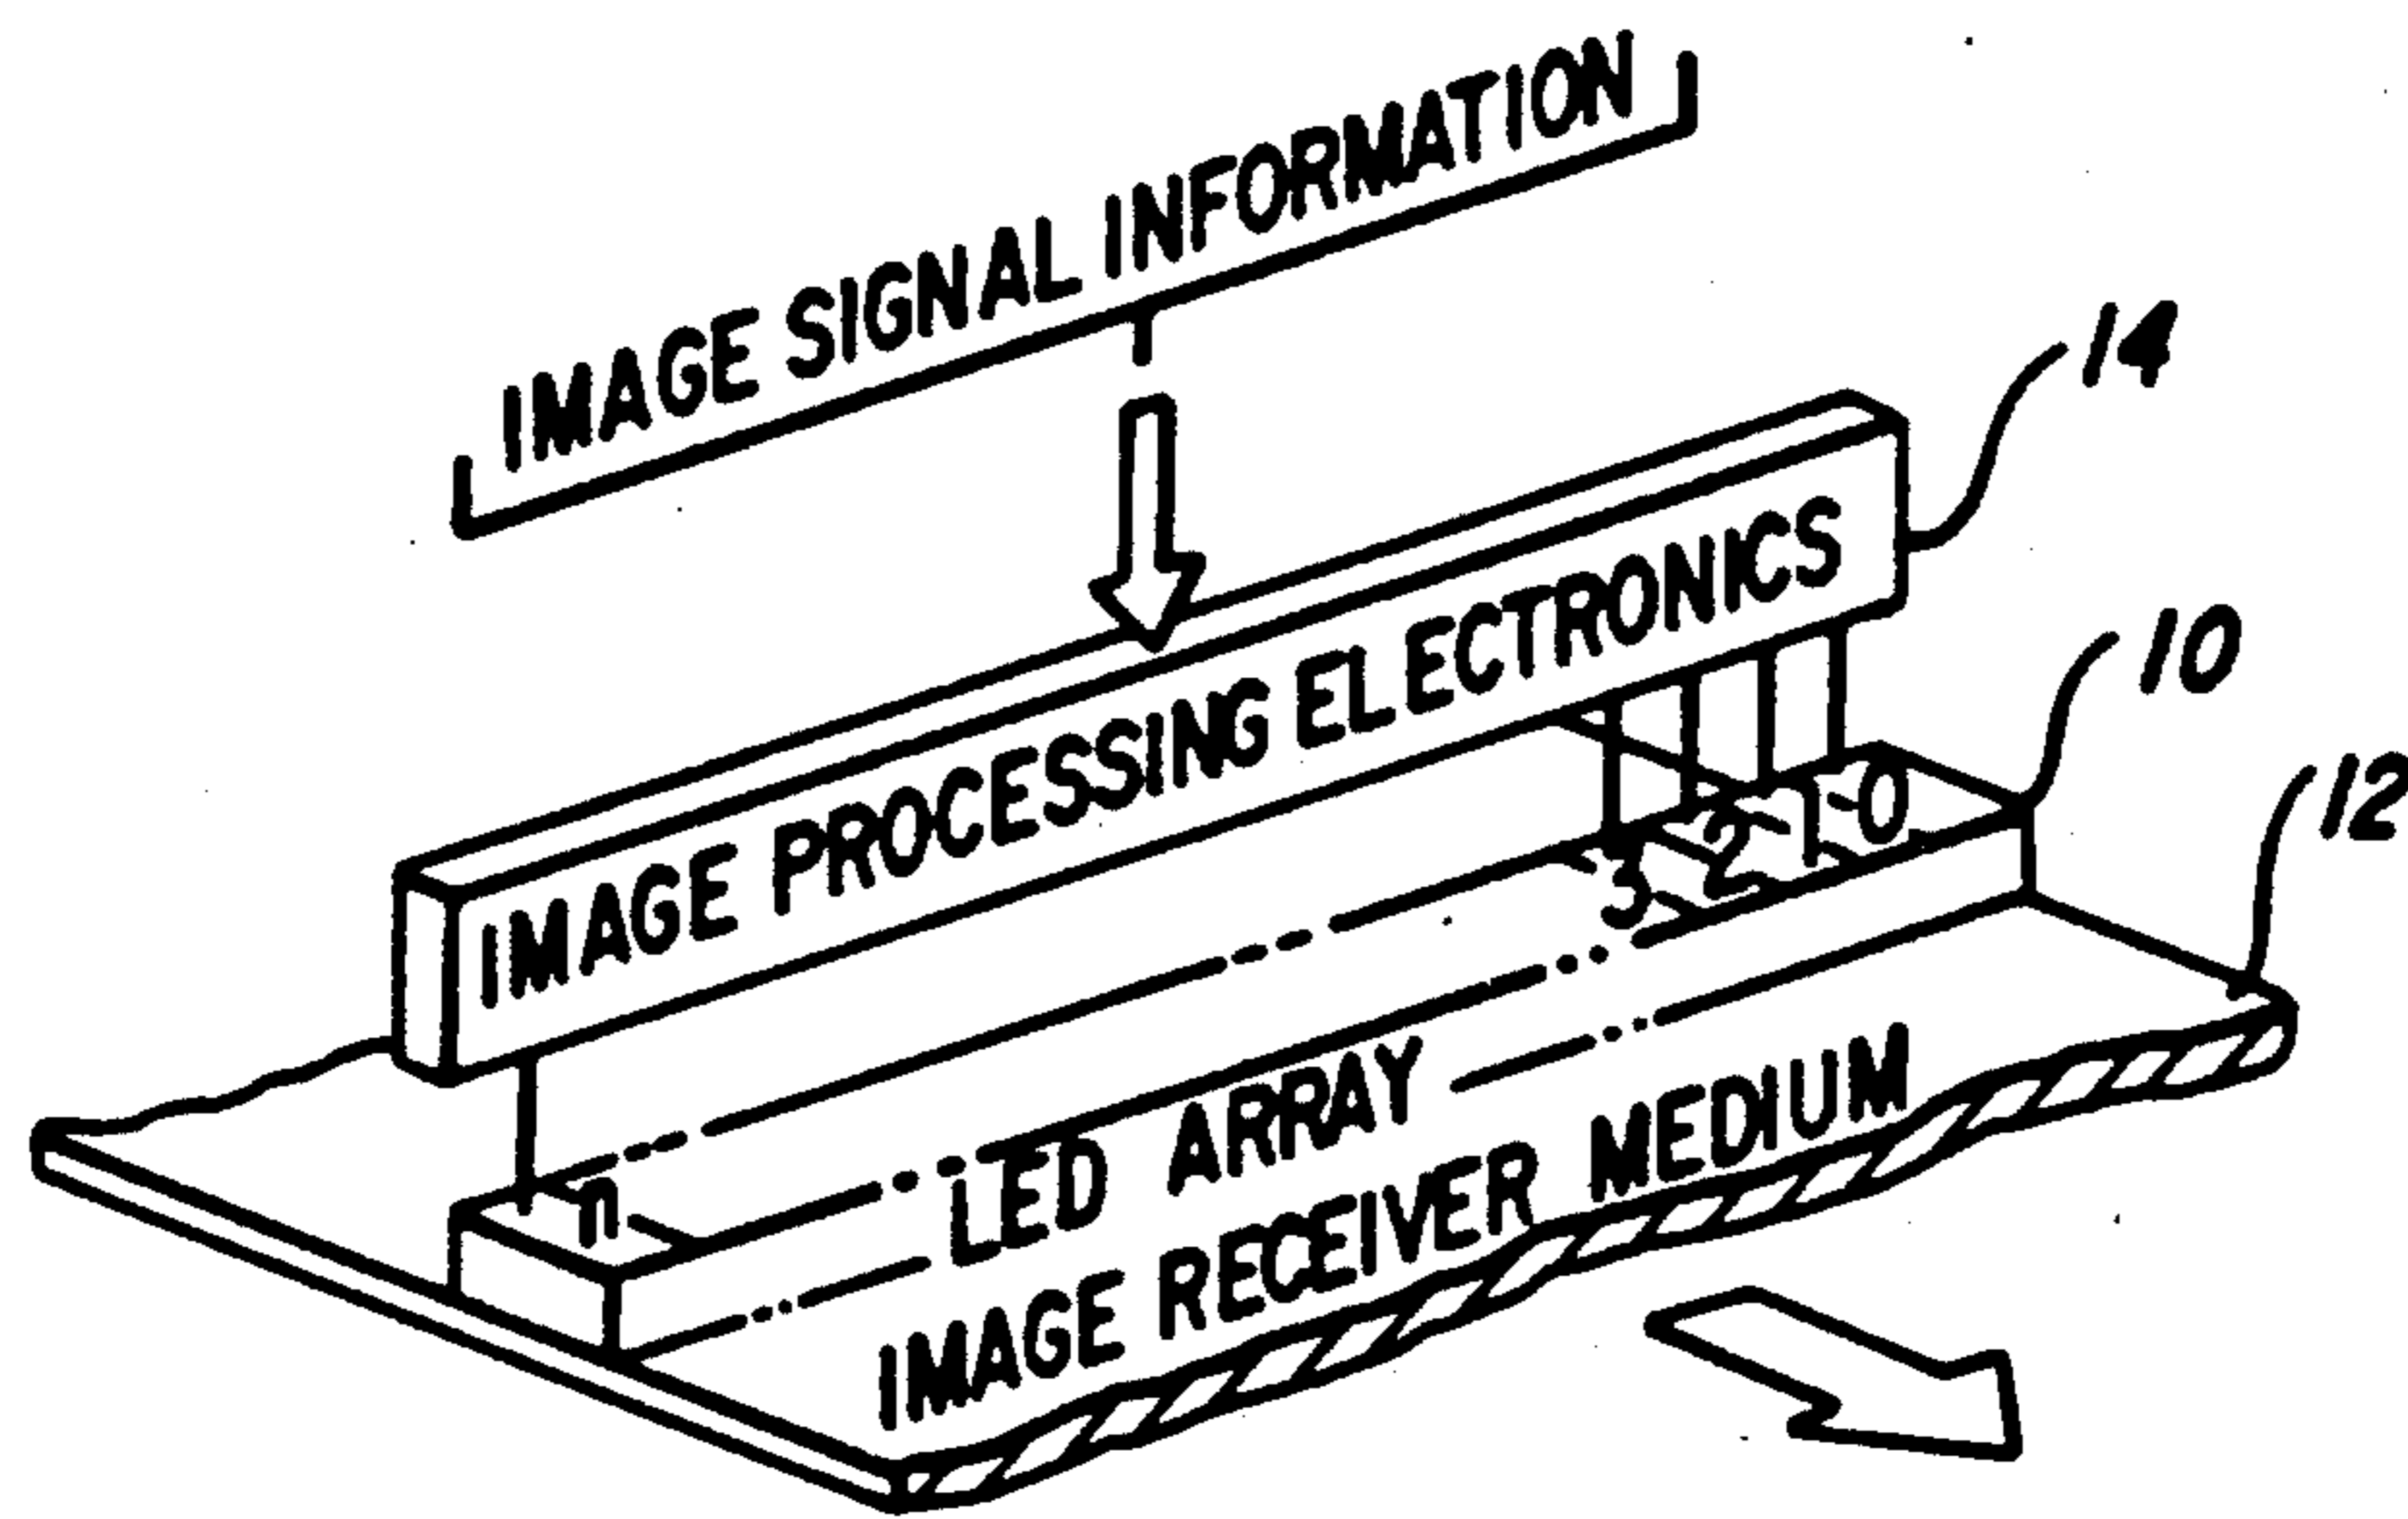 IMAGE SIGNAL INFORMATION
14
IMAGE PROCESSING ELECTRONICS
10
12
3 2 1 0
n
LED ARRAY
IMAGE RECEIVER MEDIUM